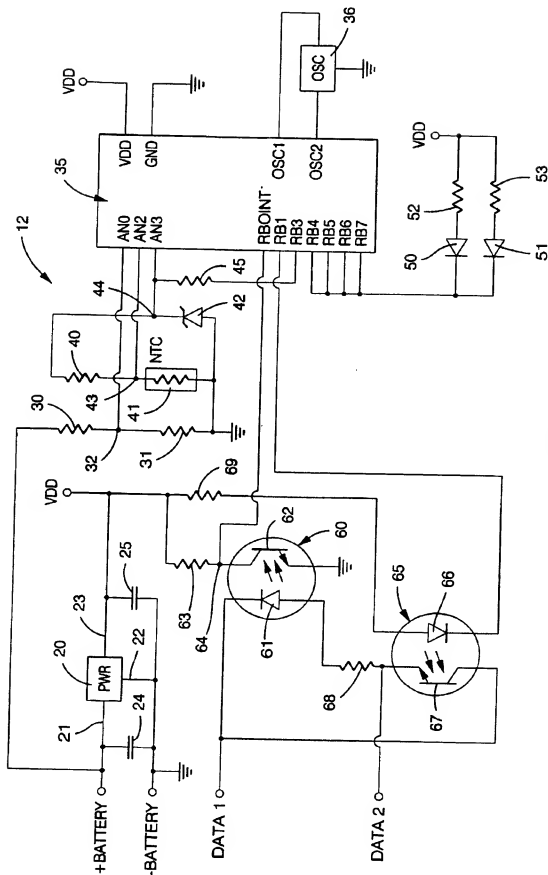 12
35
36
VDD
VDD
GND
AN0
AN2
AN3
OSC1
OSC2
OSC
RBOINT
RB1
RB3
RB4
RB5
RB6
RB7
45
44
42
40
43
NTC
41
30
32
31
VDD
52
50
53
51
VDD
69
23
25
20
PWR
22
21
24
+BATTERY
-BATTERY
63
64
62
60
61
65
66
67
68
DATA 1
DATA 2